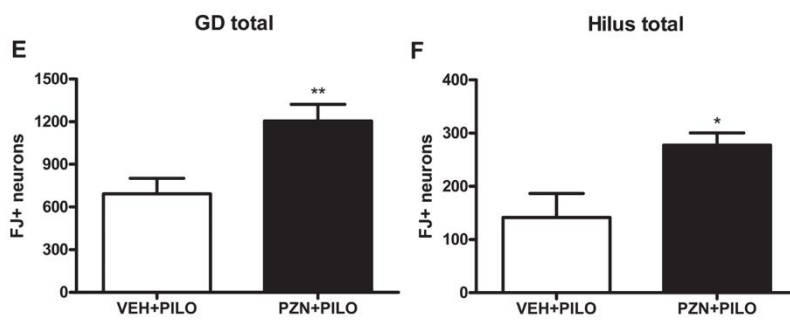 GD total
E
1500
1200
900
600
300
0
FJ+ neurons
**
VEH+PILO
PZN+PILO
Hilus total
F
400
300
200
100
0
FJ+ neurons
*
VEH+PILO
PZN+PILO